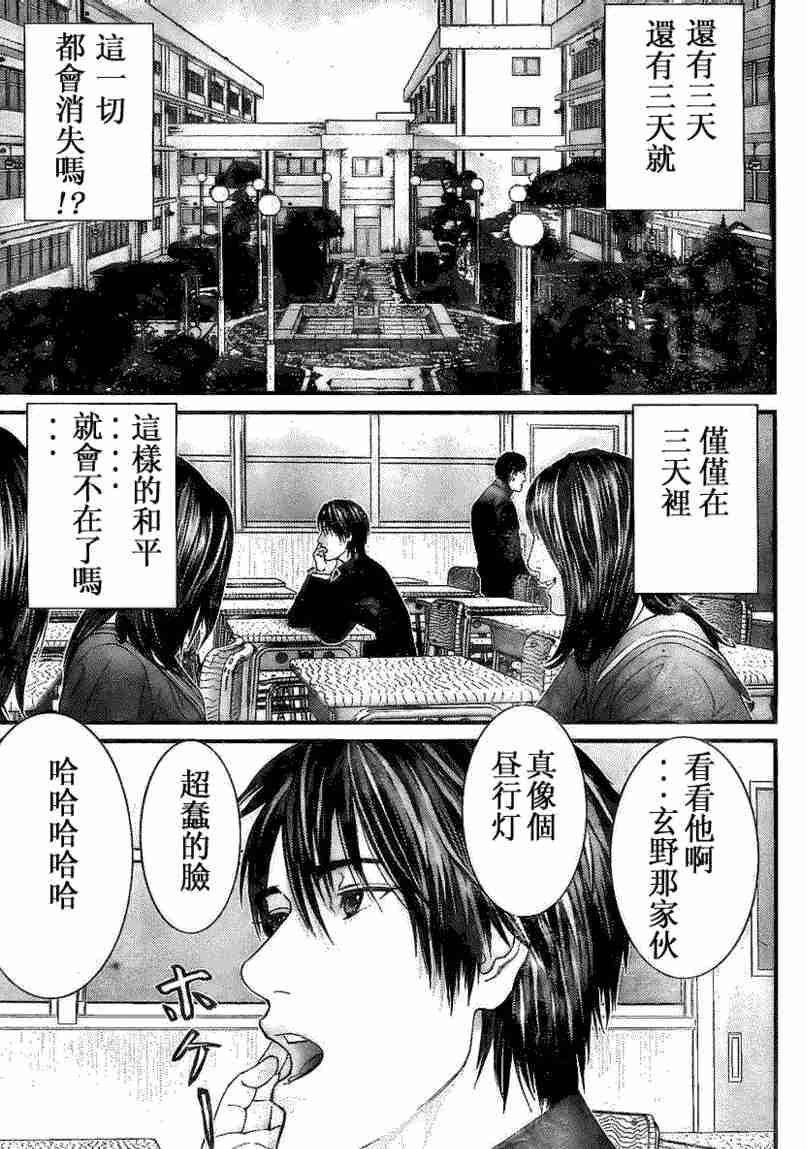 還有三天
還有三天就
這一切
都會消失嗎!?
僅僅在
三天裡
這樣的和平
‥‥‥
就會不在了嗎
‥‥
看看他啊
‥‥玄野那家伙
真像個
昼行灯
超蠢的臉
哈哈哈哈哈
ホケー